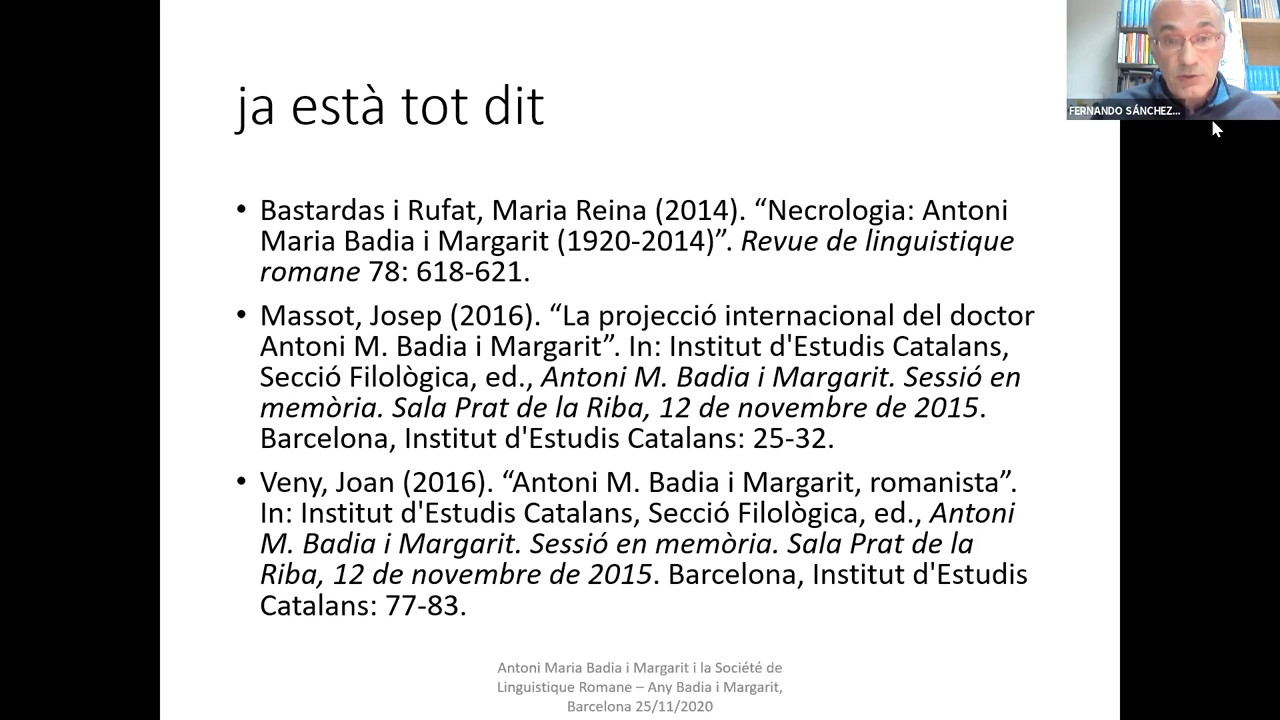 ja està tot dit
FERNANDO SÁNCHEZ...
• Bastardas i Rufat, Maria Reina (2014). “Necrologia: Antoni
Maria Badia i Margarit (1920-2014)”. Revue de linguistique
romane 78: 618-621.
• Massot, Josep (2016). “La projecció internacional del doctor
Antoni M. Badia i Margarit”. In: Institut d'Estudis Catalans,
Secció Filològica, ed., Antoni M. Badia i Margarit. Sessió en
memòria. Sala Prat de la Riba, 12 de novembre de 2015.
Barcelona, Institut d'Estudis Catalans: 25-32.
• Veny, Joan (2016). “Antoni M. Badia i Margarit, romanista”.
In: Institut d'Estudis Catalans, Secció Filològica, ed., Antoni
M. Badia i Margarit. Sessió en memòria. Sala Prat de la
Riba, 12 de novembre de 2015. Barcelona, Institut d'Estudis
Catalans: 77-83.
Antoni Maria Badia i Margarit i la Société de
Linguistique Romane – Any Badia i Margarit,
Barcelona 25/11/2020